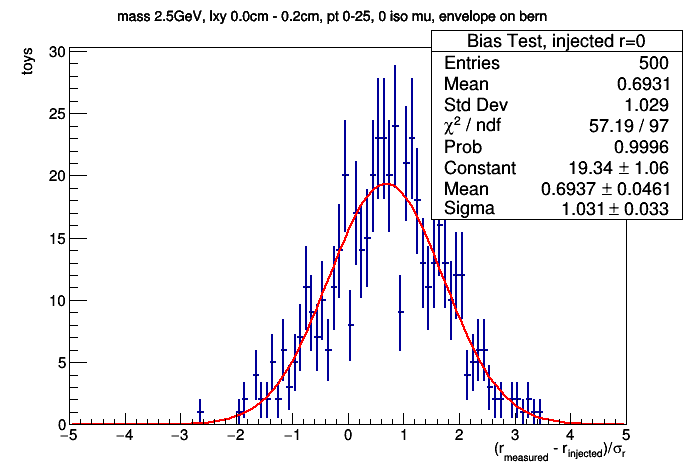 mass 2.5GeV, lxy 0.0cm - 0.2cm, pt 0-25, 0 iso mu, envelope on bern
Bias Test, injected r=0
Entries 500
Mean 0.6931
Std Dev 1.029
χ² / ndf 57.19 / 97
Prob 0.9996
Constant 19.34 ± 1.06
Mean 0.6937 ± 0.0461
Sigma 1.031 ± 0.033
toys
30
25
20
15
10
5
0
−5 −4 −3 −2 −1 0 1 2 3 4 5
(r_measured - r_injected)/σ_r